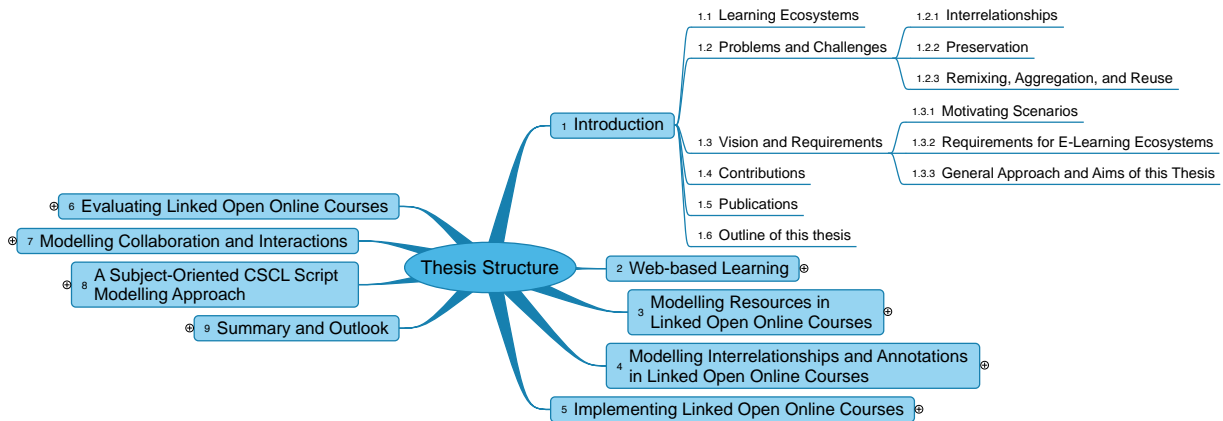 Thesis Structure
1 Introduction
1.1 Learning Ecosystems
1.2 Problems and Challenges
1.2.1 Interrelationships
1.2.2 Preservation
1.2.3 Remixing, Aggregation, and Reuse
1.3 Vision and Requirements
1.3.1 Motivating Scenarios
1.3.2 Requirements for E-Learning Ecosystems
1.3.3 General Approach and Aims of this Thesis
1.4 Contributions
1.5 Publications
1.6 Outline of this thesis
2 Web-based Learning
3 Modelling Resources in
Linked Open Online Courses
4 Modelling Interrelationships and Annotations
in Linked Open Online Courses
5 Implementing Linked Open Online Courses
6 Evaluating Linked Open Online Courses
7 Modelling Collaboration and Interactions
8 A Subject-Oriented CSCL Script
Modelling Approach
9 Summary and Outlook